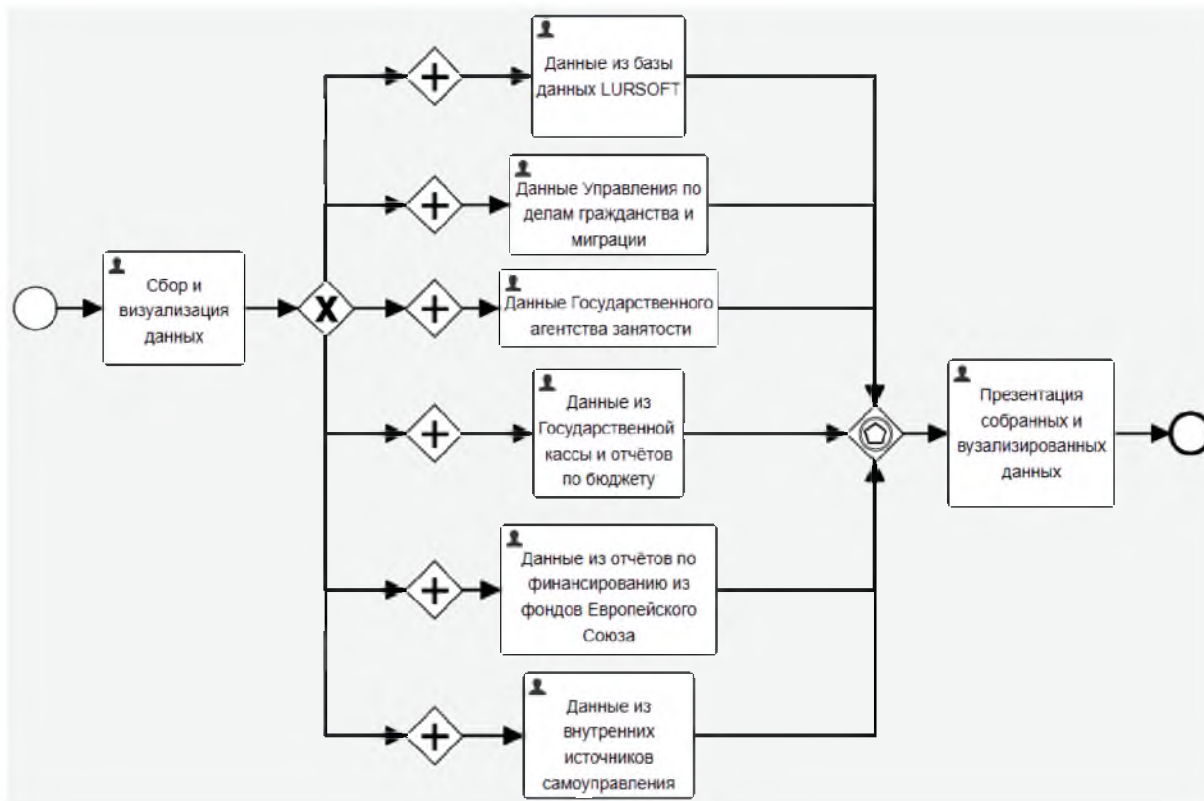 Данные из базы
данных LURSOFT
Данные Управления по
делам гражданства и
миграции
Сбор и
визуализация
данных
X
Данные Государственного
агентства занятости
Данные из
Государственной
кассы и отчётов
по бюджету
Презентация
собранных и
вузализированных
данных
Данные из отчётов по
финансированию из
фондов Европейского
Союза
Данные из
внутренних
источников
самоуправления